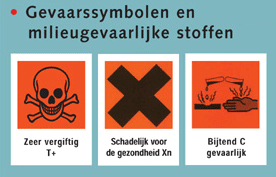 • Gevaarssymbolen en
milieugevaarlijke stoffen
Zeer vergiftig
T+
Schadelijk voor
de gezondheid Xn
Bijtend C
gevaarlijk